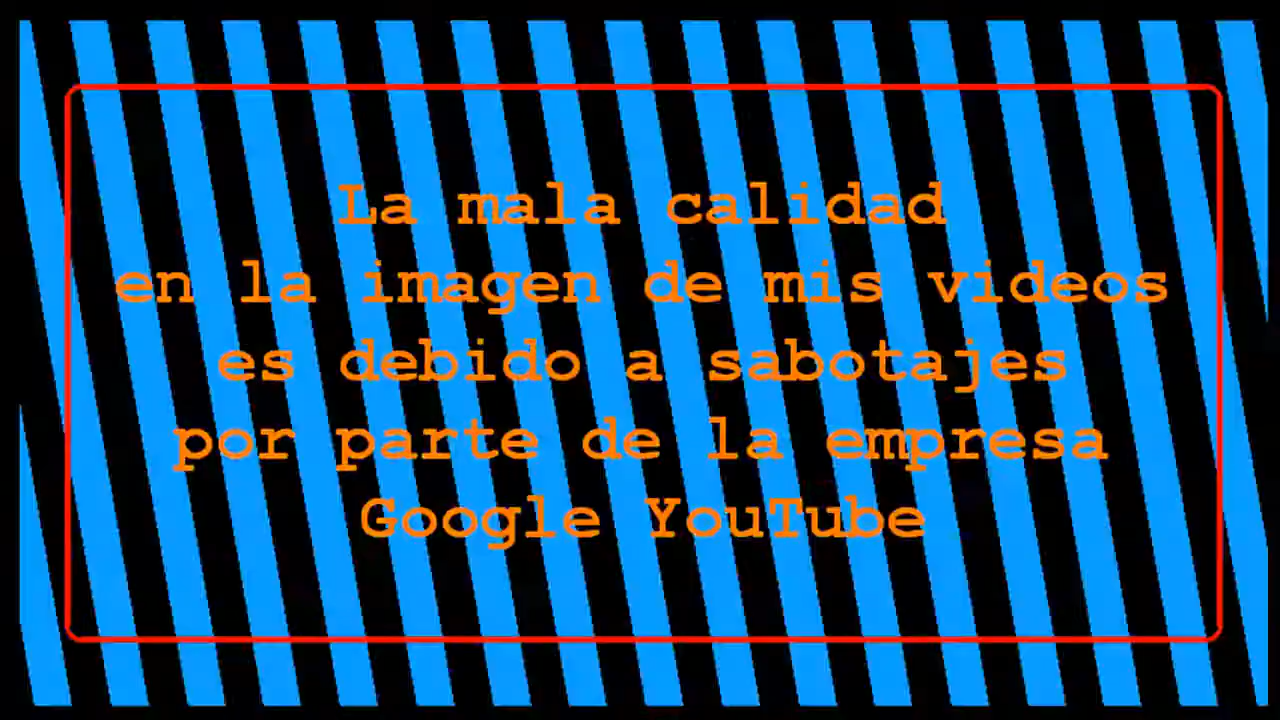 La mala calidad
en la imagen de mis videos
es debido a sabotajes
por parte de la empresa
Google YouTube